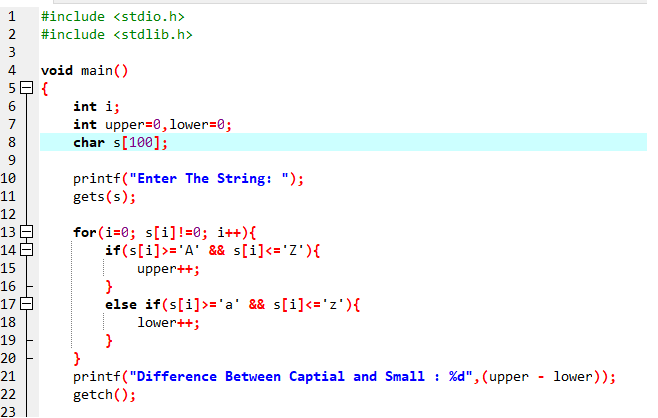 1 #include <stdio.h>
2 #include <stdlib.h>
3
4 void main()
5 {
6 int i;
7 int upper=0,lower=0;
8 char s[100];
9
10 printf("Enter The String: ");
11 gets(s);
12
13 for(i=0; s[i]!=0; i++){
14 if(s[i]>='A' && s[i]<='Z'){
15 upper++;
16 }
17 else if(s[i]>='a' && s[i]<='z'){
18 lower++;
19 }
20 }
21 printf("Difference Between Captial and Small : %d",(upper - lower));
22 getch();
23